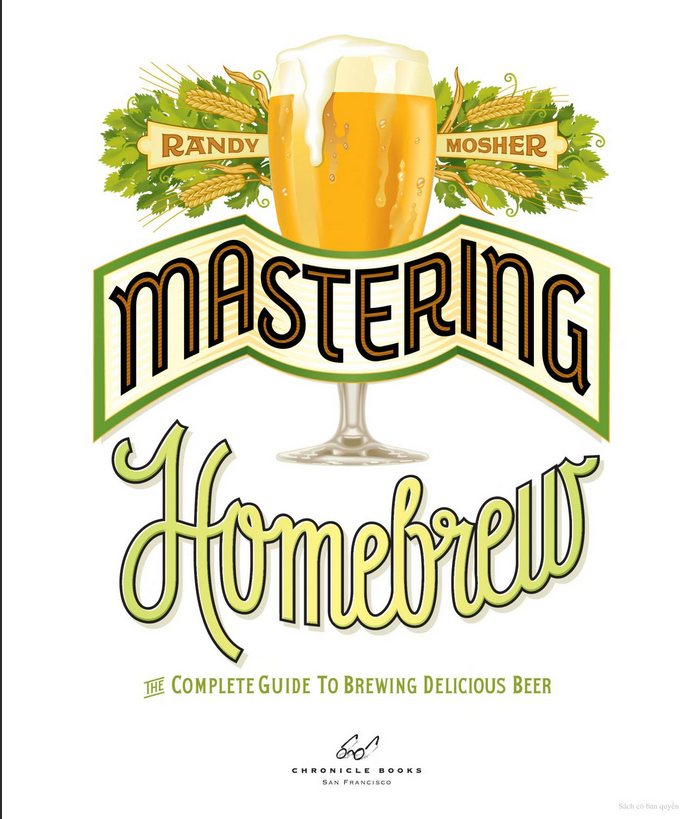 RANDY MOSHER
MASTERING
Homebrew
THE COMPLETE GUIDE TO BREWING DELICIOUS BEER
CHRONICLE BOOKS
SAN FRANCISCO
Sách có bản quyền